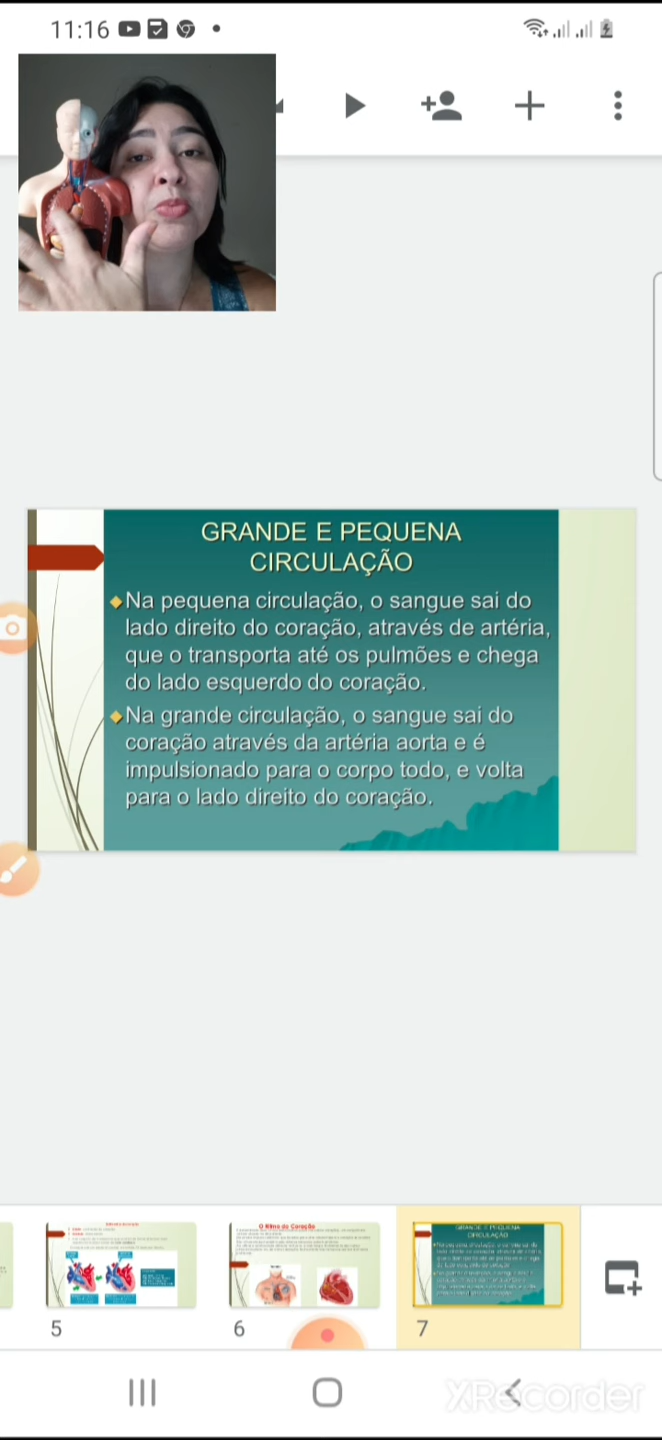 11:16
GRANDE E PEQUENA
CIRCULAÇÃO
Na pequena circulação, o sangue sai do
lado direito do coração, através de artéria,
que o transporta até os pulmões e chega
do lado esquerdo do coração.
Na grande circulação, o sangue sai do
coração através da artéria aorta e é
impulsionado para o corpo todo, e volta
para o lado direito do coração.
O Ritmo do Coração
GRANDE E PEQUENA
CIRCULAÇÃO
5
6
7
XRecorder